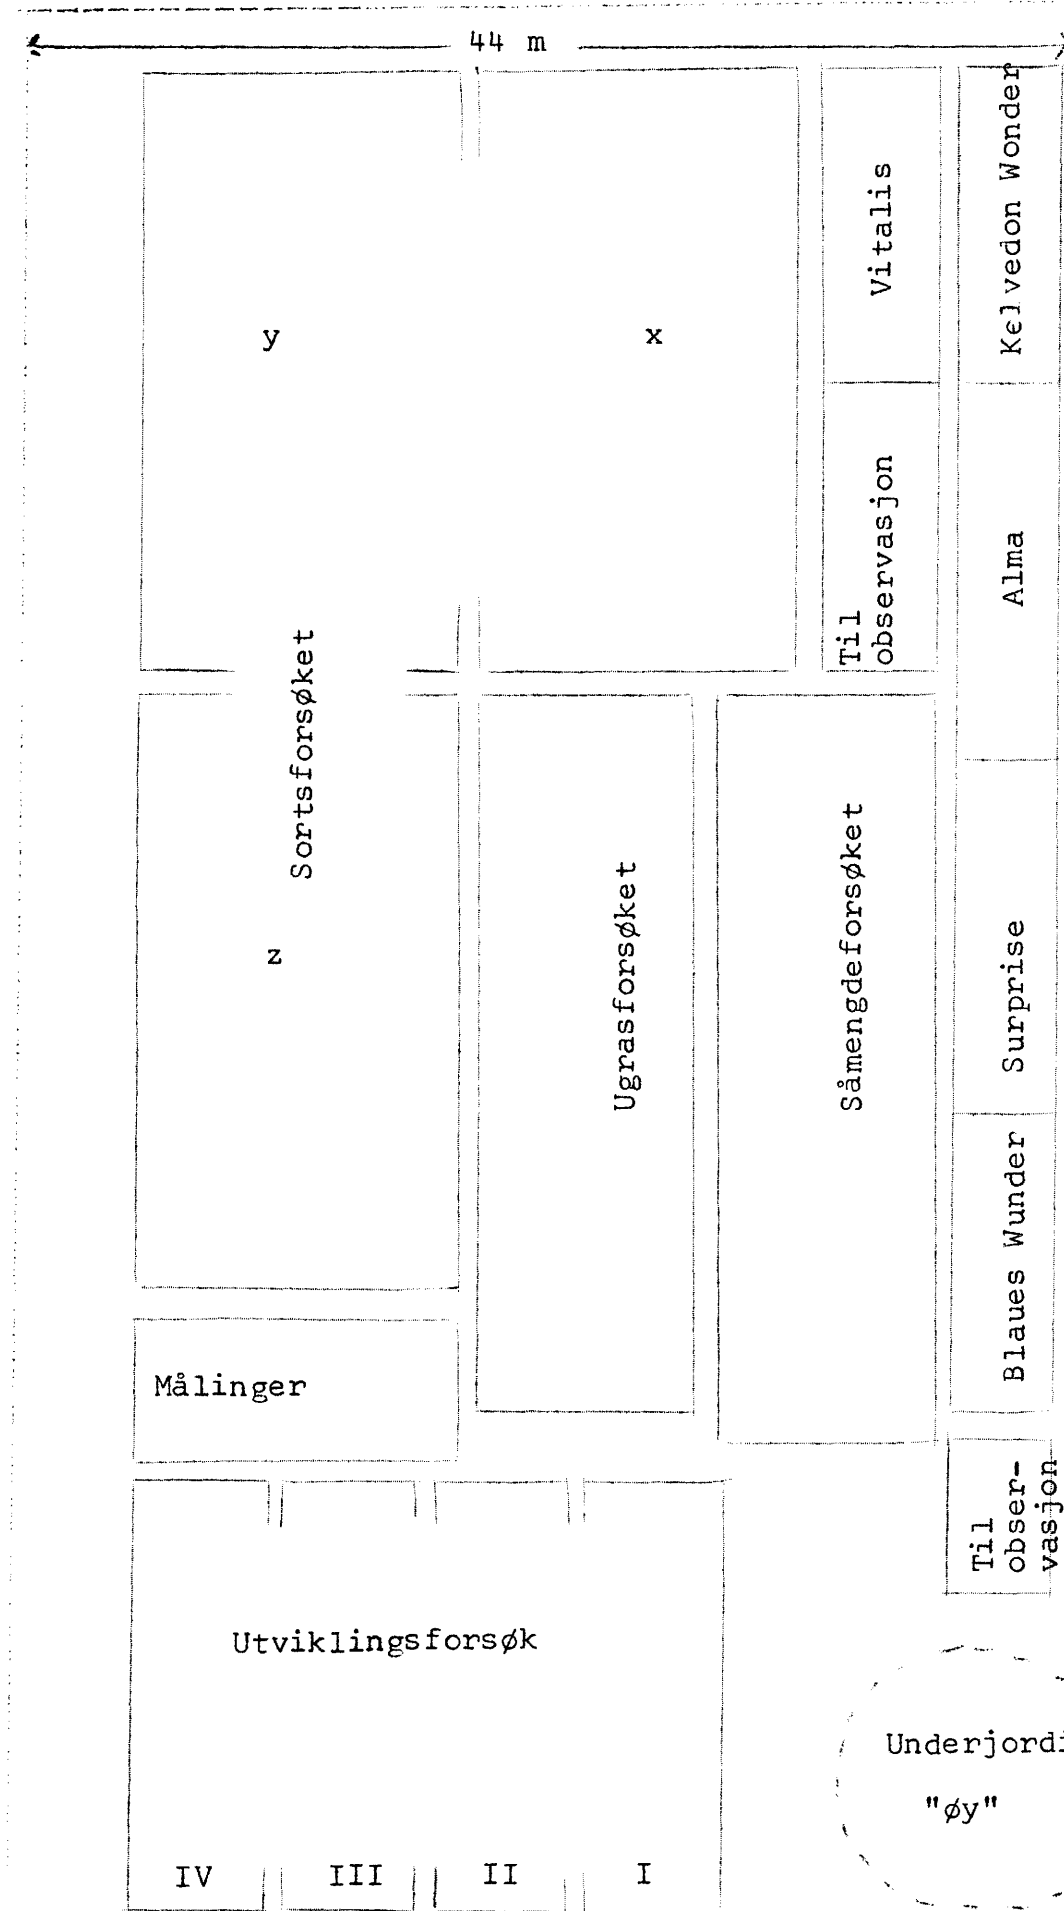 44 m
Kelvedon Wonder
Vitalis
y
x
Til
observasjon
Alma
Sortsforsøket
z
Ugrasforsøket
Såmengdeforsøket
Surprise
Blaues Wunder
Målinger
Til
obser-
vasjon
Utviklingsforsøk
"øy"
IV
III
II
I